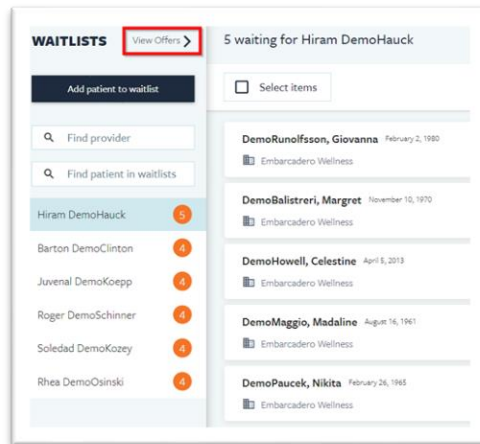 WAITLISTS
View Offers
Add patient to waitlist
Find provider
Find patient in waitlists
Hiram DemoHauck 5
Barton DemoClinton 4
Juvenal DemoKoepp 4
Roger DemoSchinner 4
Soledad DemoKozey 4
Rhea DemoOsinski 4
5 waiting for Hiram DemoHauck
Select items
DemoRunolfsson, Giovanna February 2, 1980
Embarcadero Wellness
DemoBalistreri, Margret November 10, 1970
Embarcadero Wellness
DemoHowell, Celestine April 5, 2013
Embarcadero Wellness
DemoMaggio, Madaline August 16, 1961
Embarcadero Wellness
DemoPaucek, Nikita February 26, 1965
Embarcadero Wellness